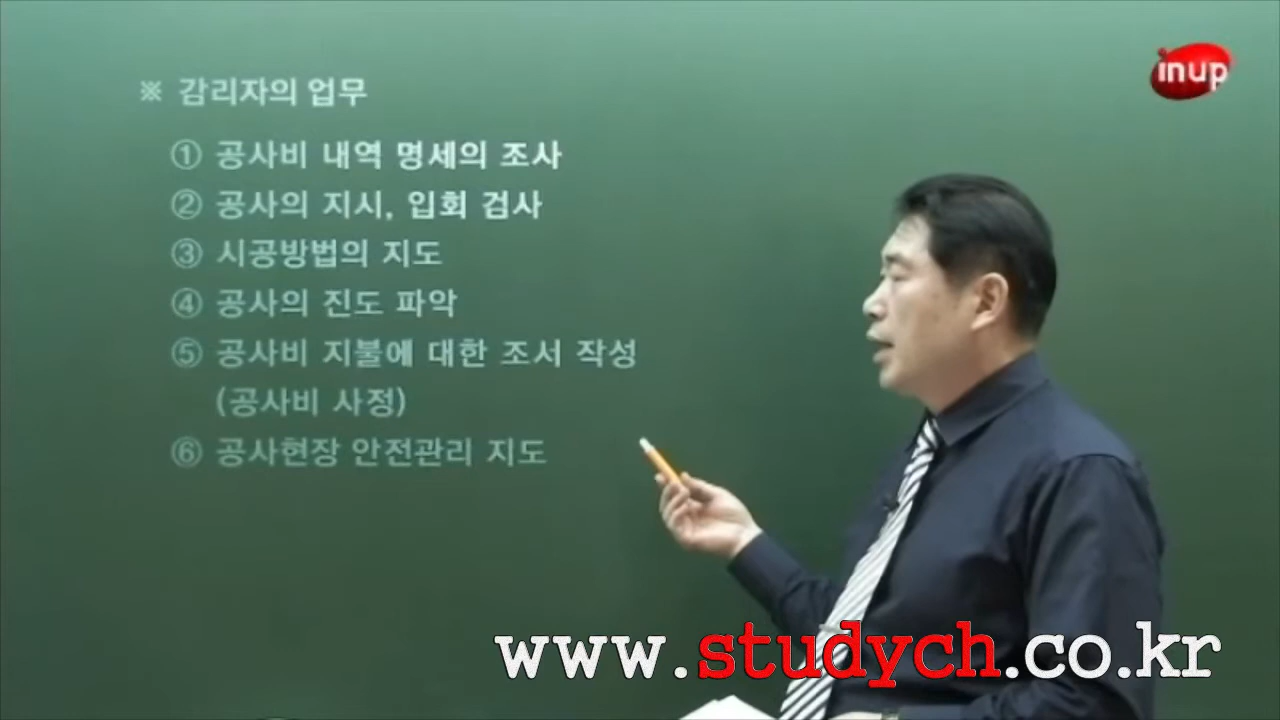 ※ 감리자의 업무
① 공사비 내역 명세의 조사
② 공사의 지시, 입회 검사
③ 시공방법의 지도
④ 공사의 진도 파악
⑤ 공사비 지불에 대한 조서 작성
(공사비 사정)
⑥ 공사현장 안전관리 지도
inup
www.studych.co.kr